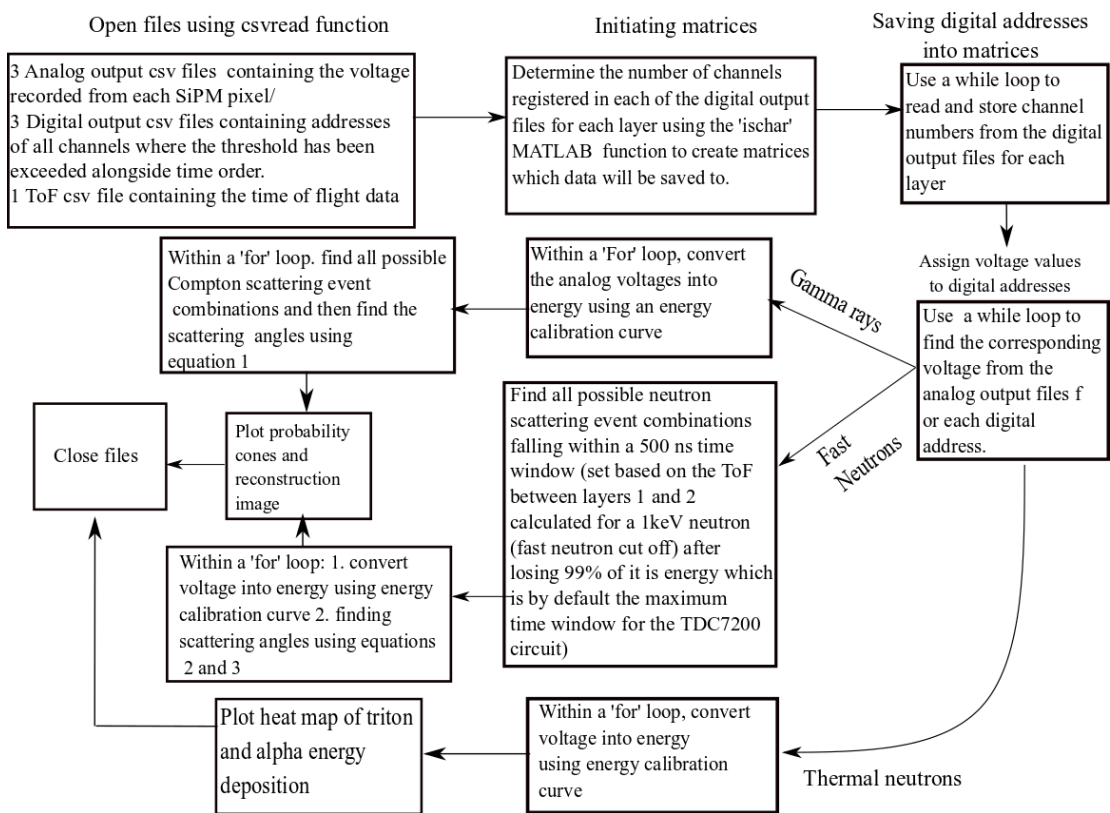 Open files using csvread function
3 Analog output csv files containing the voltage
recorded from each SiPM pixel/
3 Digital output csv files containing addresses
of all channels where the threshold has been
exceeded alongside time order.
1 ToF csv file containing the time of flight data
Initiating matrices
Determine the number of channels
registered in each of the digital output
files for each layer using the 'ischar'
MATLAB function to create matrices
which data will be saved to.
Saving digital addresses
into matrices
Use a while loop to
read and store channel
numbers from the digital
output files for each
layer
Assign voltage values
to digital addresses
Use a while loop to
find the corresponding
voltage from the
analog output files f
or each digital
address.
Gamma rays
Within a 'For' loop, convert
the analog voltages into
energy using an energy
calibration curve
Within a 'for' loop. find all possible
Compton scattering event
combinations and then find the
scattering angles using
equation 1
Fast
Neutrons
Find all possible neutron
scattering event combinations
falling within a 500 ns time
window (set based on the ToF
between layers 1 and 2
calculated for a 1keV neutron
(fast neutron cut off) after
losing 99% of it is energy which
is by default the maximum
time window for the TDC7200
circuit)
Within a 'for' loop: 1. convert
voltage into energy using energy
calibration curve 2. finding
scattering angles using equations
2 and 3
Plot probability
cones and
reconstruction
image
Close files
Thermal neutrons
Within a 'for' loop, convert
voltage into energy
using energy calibration
curve
Plot heat map of triton
and alpha energy
deposition